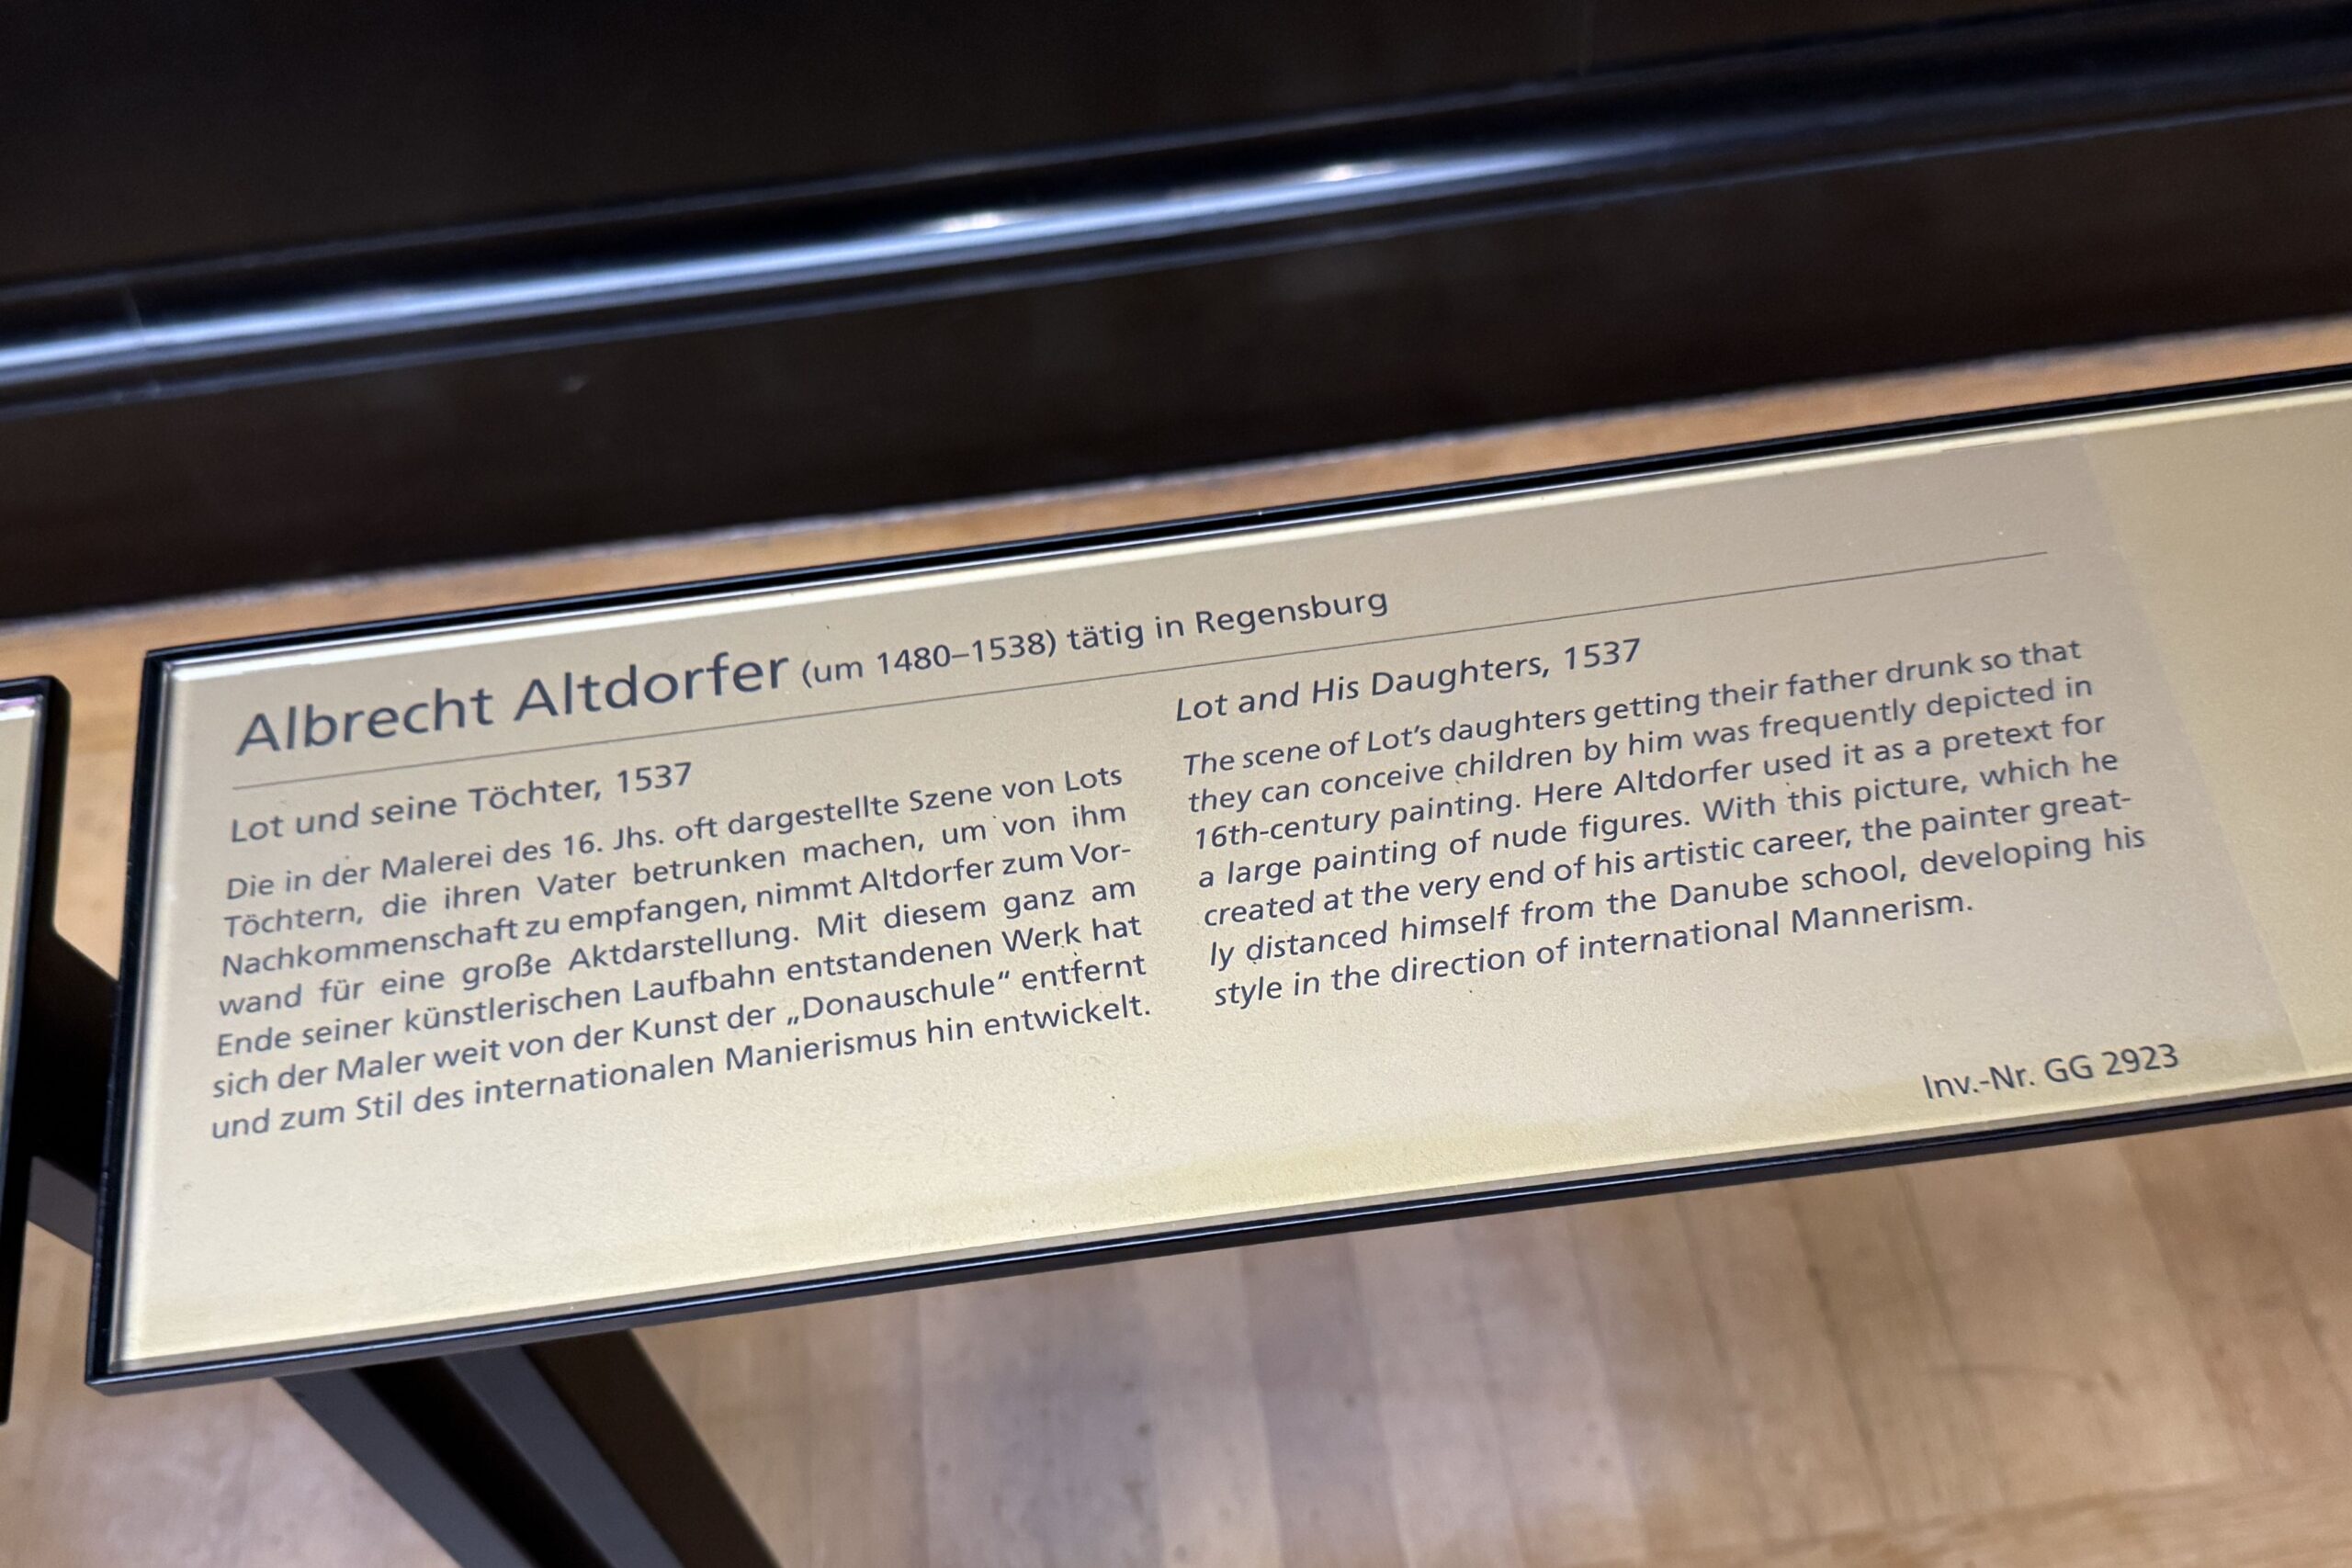 Albrecht Altdorfer (um 1480–1538) tätig in Regensburg
Lot und seine Töchter, 1537
Die in der Malerei des 16. Jhs. oft dargestellte Szene von Lots
Töchtern, die ihren Vater betrunken machen, um von ihm
Nachkommenschaft zu empfangen, nimmt Altdorfer zum Vor-
wand für eine große Aktdarstellung. Mit diesem ganz am
Ende seiner künstlerischen Laufbahn entstandenen Werk hat
sich der Maler weit von der Kunst der „Donauschule“ entfernt
und zum Stil des internationalen Manierismus hin entwickelt.
Lot and His Daughters, 1537
The scene of Lot’s daughters getting their father drunk so that
they can conceive children by him was frequently depicted in
16th-century painting. Here Altdorfer used it as a pretext for
a large painting of nude figures. With this picture, which he
created at the very end of his artistic career, the painter great-
ly distanced himself from the Danube school, developing his
style in the direction of international Mannerism.
Inv.-Nr. GG 2923